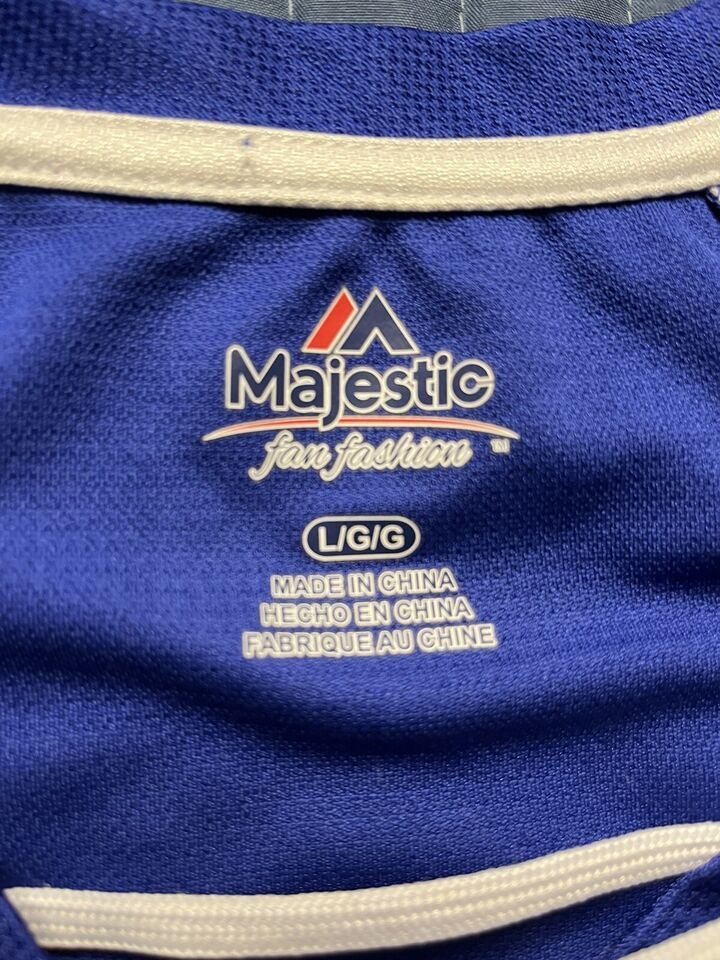 Majestic
fan fashion ™
L/G/G
MADE IN CHINA
HECHO EN CHINA
FABRIQUE AU CHINE